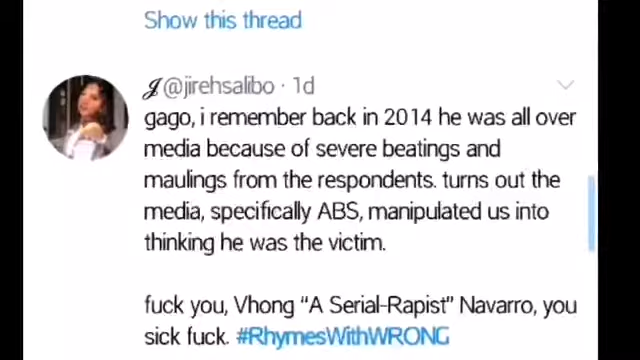 Show this thread
J @jirehsalibo · 1d
gago, i remember back in 2014 he was all over
media because of severe beatings and
maulings from the respondents. turns out the
media, specifically ABS, manipulated us into
thinking he was the victim.
fuck you, Vhong "A Serial-Rapist" Navarro, you
sick fuck. #RhymesWithWRONG